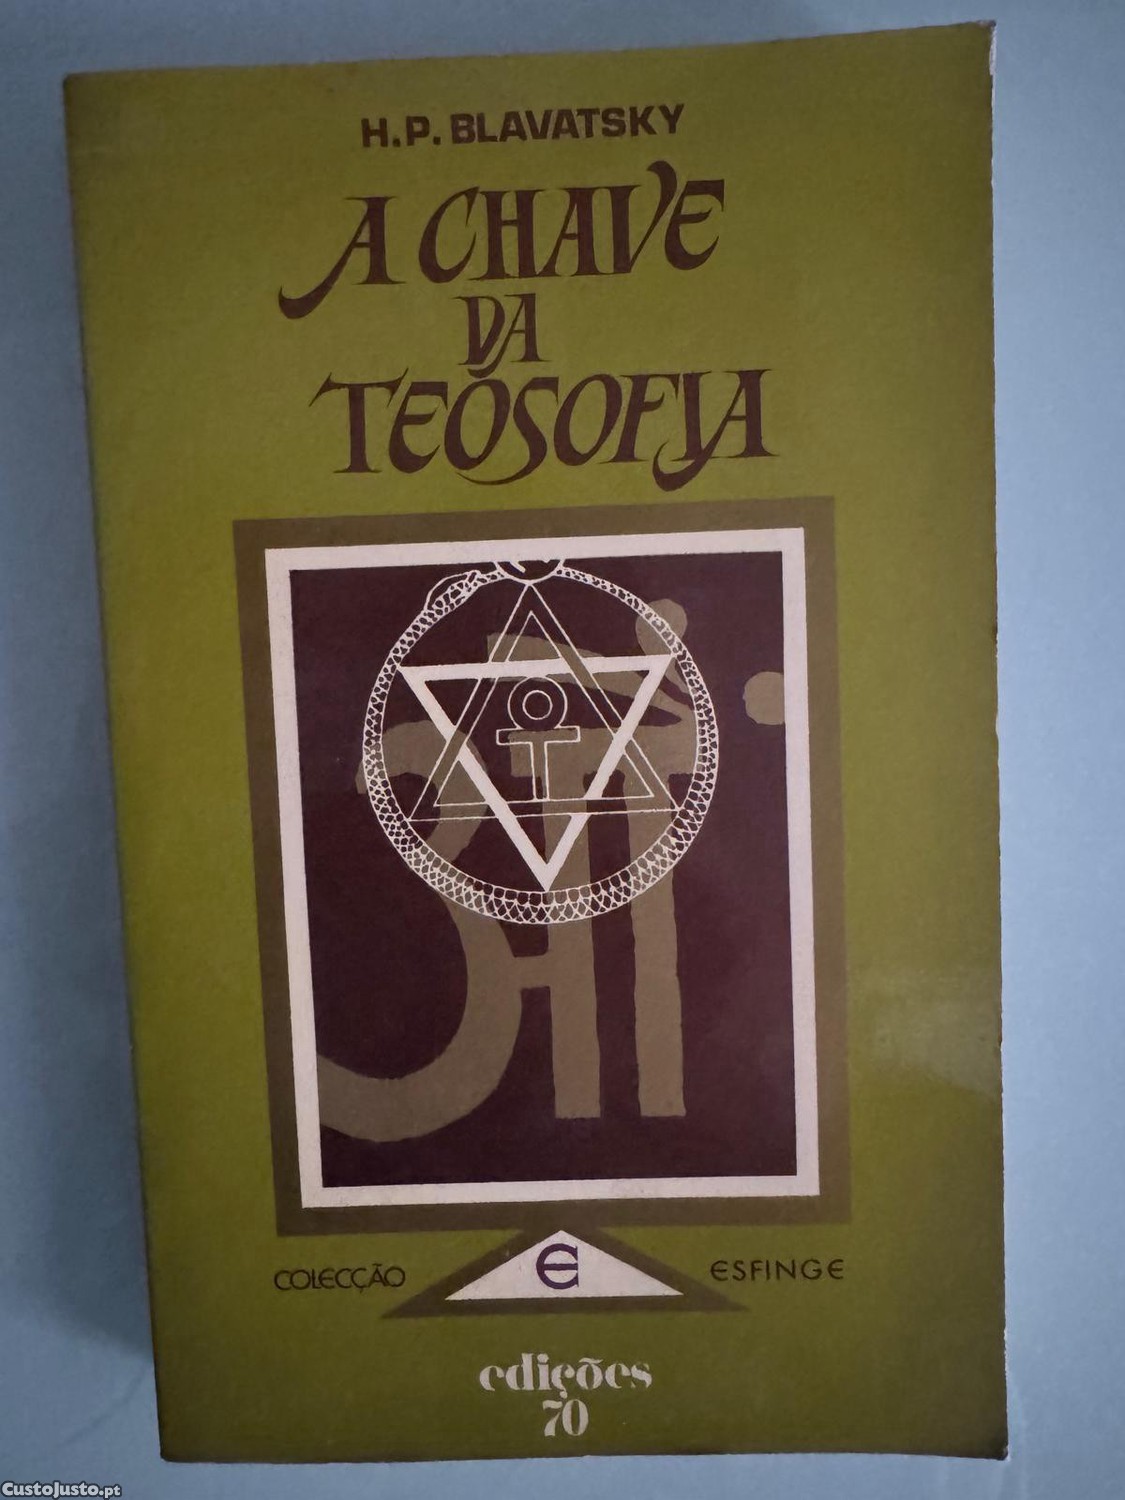 H.P. BLAVATSKY
A CHAVE
DA
TEOSOFIA
COLECÇÃO
E
ESFINGE
edições
70
CustoJusto.pt